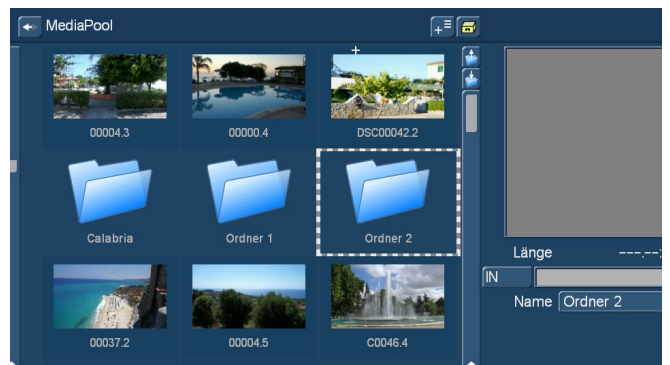 MediaPool
00004.3
00000.4
DSC00042.2
Calabria
Ordner 1
Ordner 2
Länge ---:--:
IN
Name Ordner 2
00037.2
00004.5
C0046.4